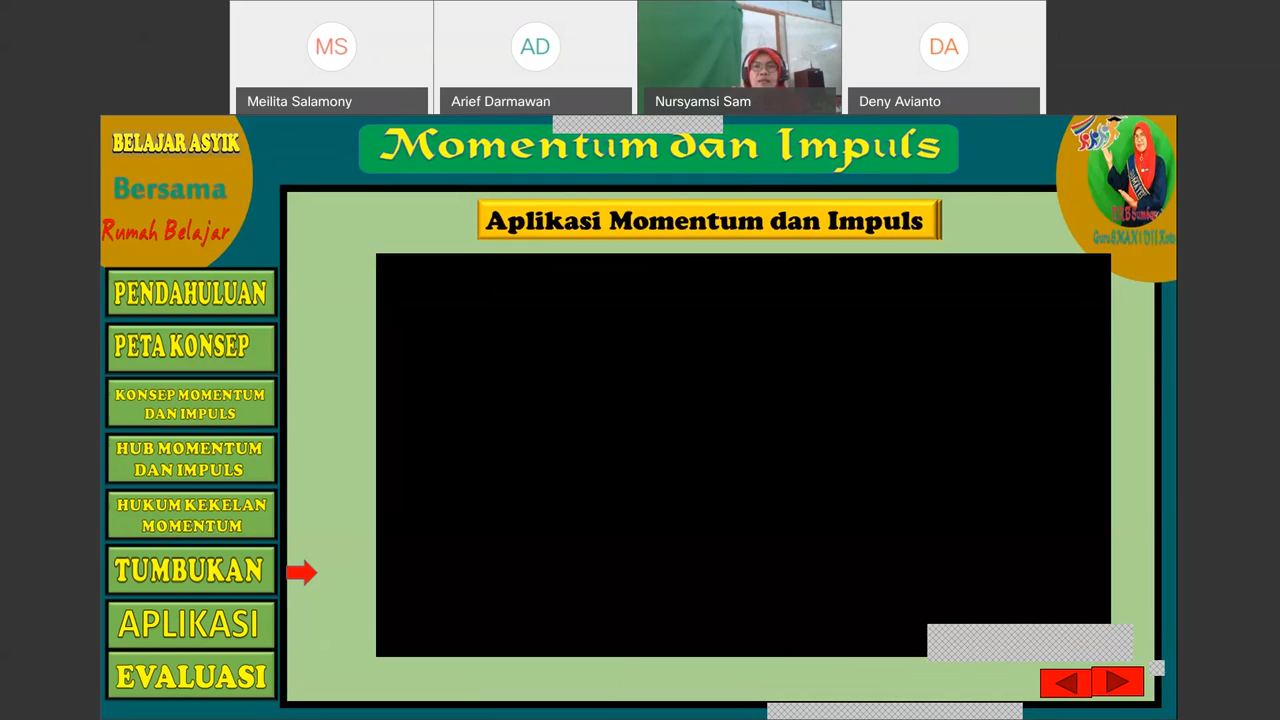 MS
AD
DA
Meilita Salamony
Arief Darmawan
Nursyamsi Sam
Deny Avianto
BELAJAR ASYIK
Bersama
Rumah Belajar
Momentum dan Impuls
Aplikasi Momentum dan Impuls
PENDAHULUAN
PETA KONSEP
KONSEP MOMENTUM
DAN IMPULS
HUB MOMENTUM
DAN IMPULS
HUKUM KEKELAN
MOMENTUM
TUMBUKAN
APLIKASI
EVALUASI